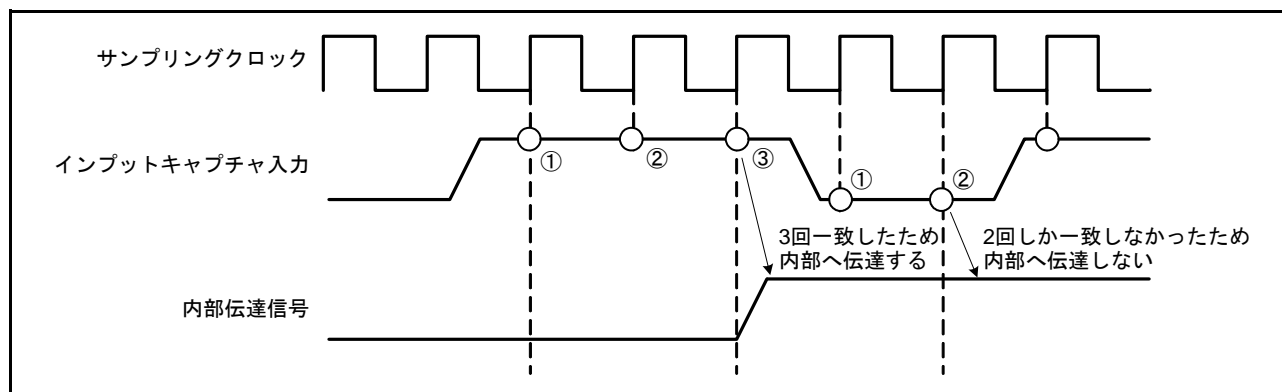 サンプリングクロック
インプットキャプチャ入力
①
②
③
①
②
3回一致したため
内部へ伝達する
2回しか一致しなかったため
内部へ伝達しない
内部伝達信号